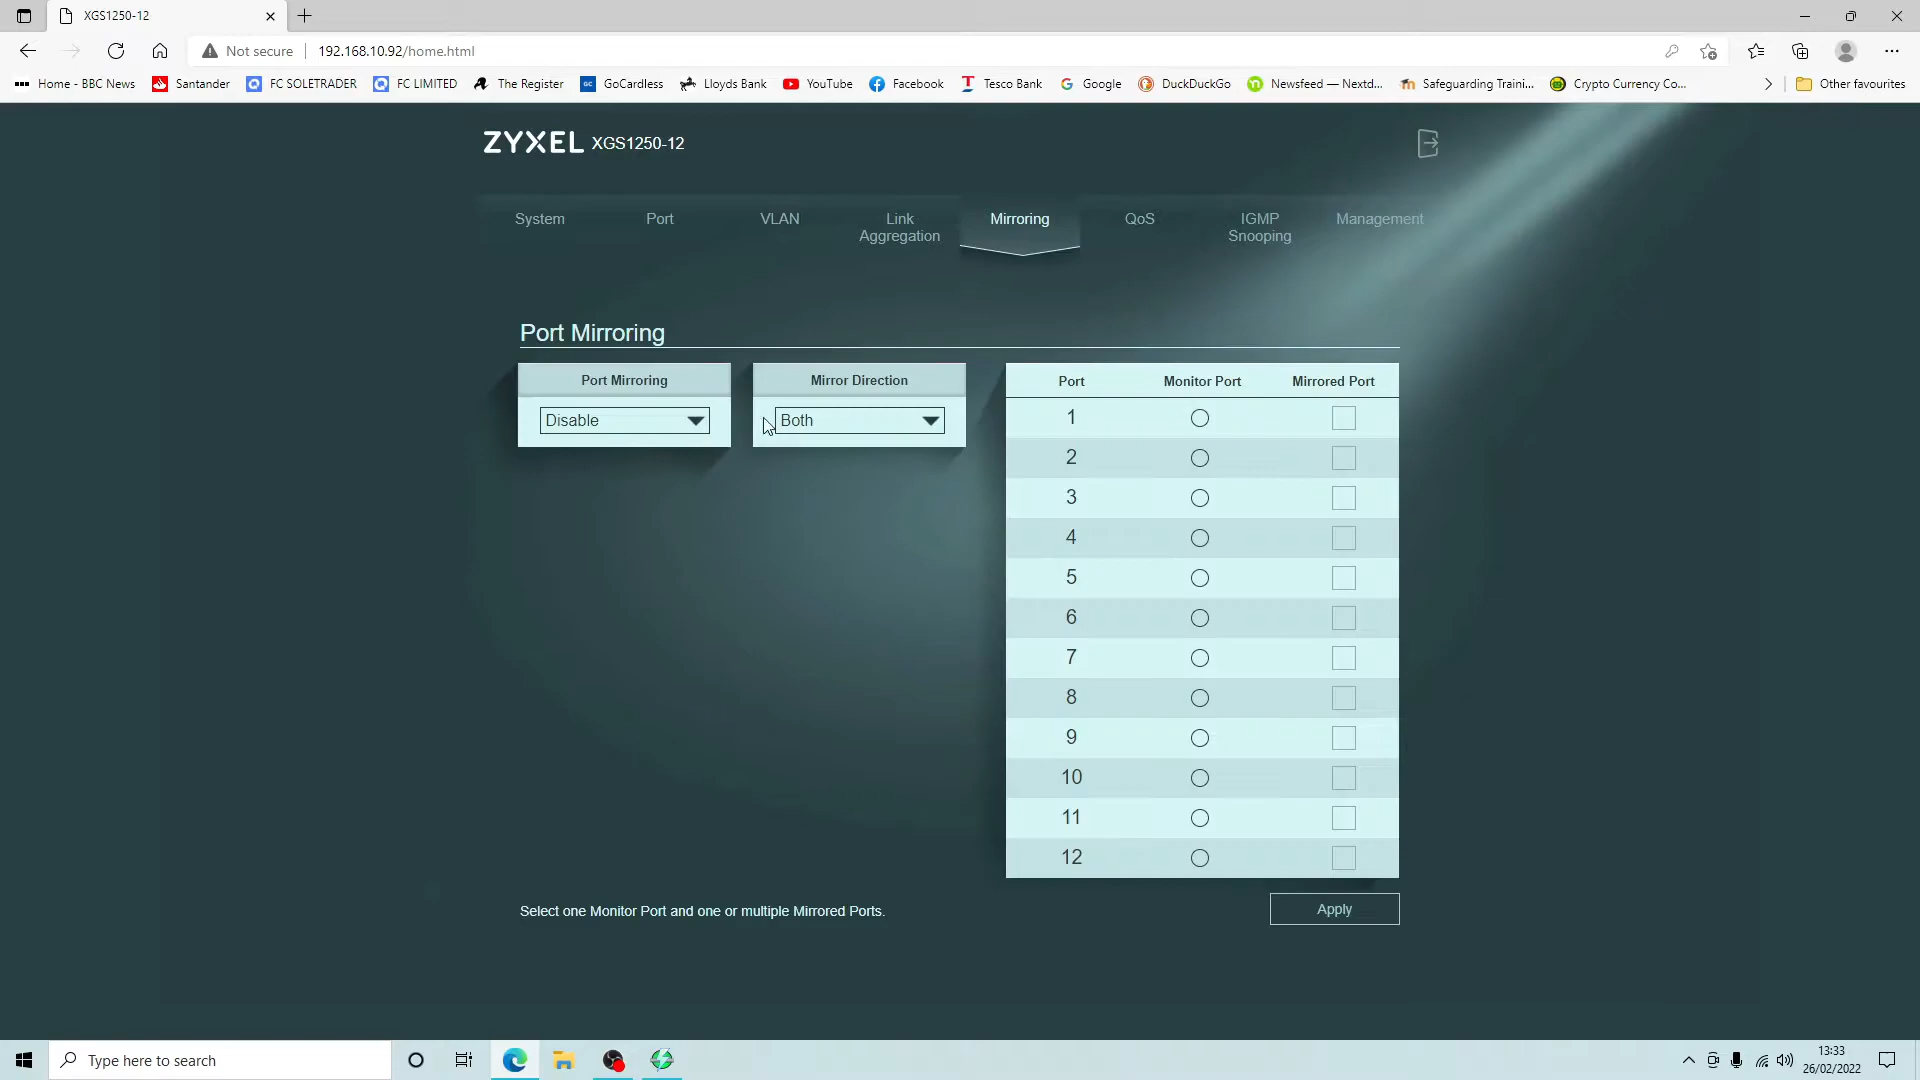 XGS1250-12
Not secure
192.168.10.92/home.html
Home - BBC News
Santander
FC SOLETRADER
FC LIMITED
The Register
GC
GoCardless
Lloyds Bank
YouTube
Facebook
Tesco Bank
Google
DuckDuckGo
Newsfeed — Nextd...
Safeguarding Traini...
Crypto Currency Co...
Other favourites
ZYXEL XGS1250-12
System
Port
VLAN
Link
Aggregation
Mirroring
QoS
IGMP
Snooping
Management
Port Mirroring
Port Mirroring
Disable
Mirror Direction
Both
Port Monitor Port Mirrored Port
1
2
3
4
5
6
7
8
9
10
11
12
Select one Monitor Port and one or multiple Mirrored Ports.
Apply
Type here to search
13:33
26/02/2022